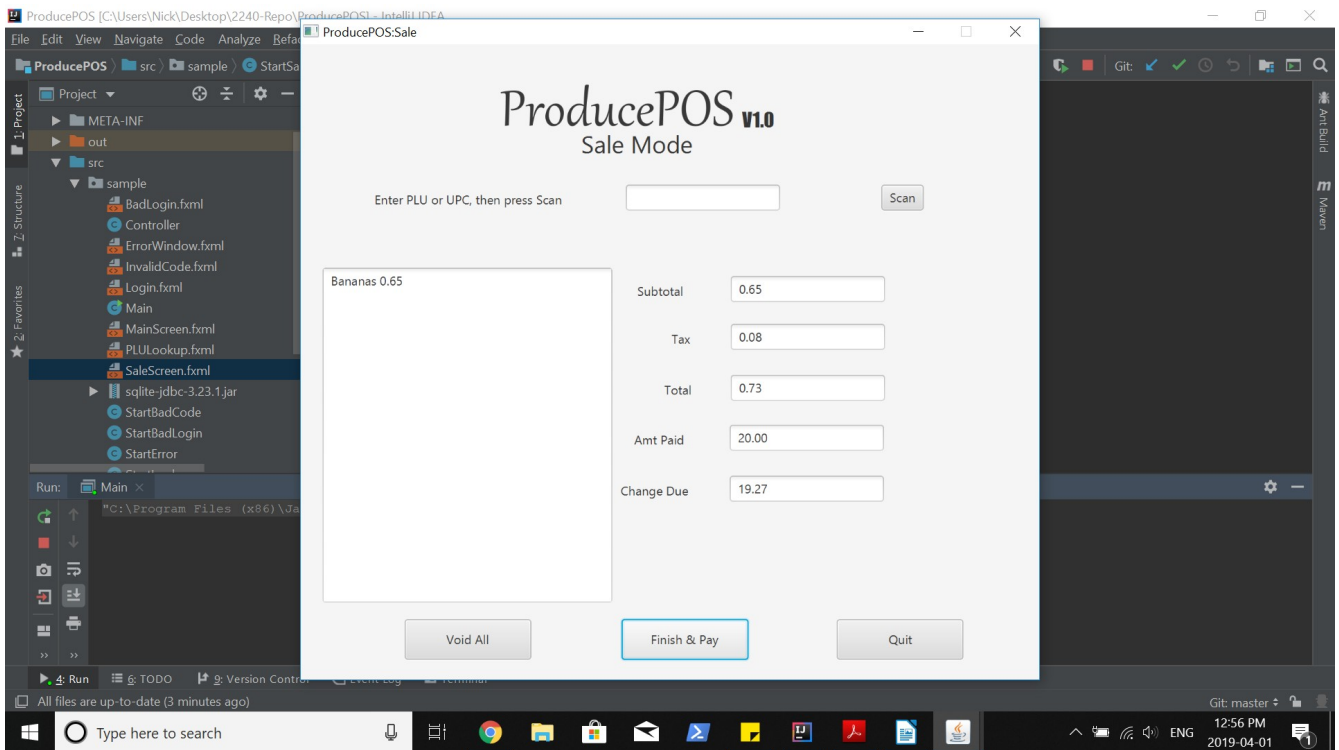 ProducePOS [C:\Users\Nick\Desktop\2240-Repo\ProducePOS] - IntelliJ IDEA
File Edit View Navigate Code Analyze Refac
ProducePOS src sample StartSa
Git:
Project
META-INF
out
src
sample
BadLogin.fxml
Controller
ErrorWindow.fxml
InvalidCode.fxml
Login.fxml
Main
MainScreen.fxml
PLULookup.fxml
SaleScreen.fxml
sqlite-jdbc-3.23.1.jar
StartBadCode
StartBadLogin
StartError
1: Project
7: Structure
2: Favorites
Ant Build
m Maven
ProducePOS:Sale
ProducePOS V1.0
Sale Mode
Enter PLU or UPC, then press Scan
Scan
Bananas 0.65
Subtotal 0.65
Tax 0.08
Total 0.73
Amt Paid 20.00
Change Due 19.27
Void All
Finish & Pay
Quit
Run: Main
"C:\Program Files (x86)\Ja
4: Run 6: TODO 9: Version Control Event Log Terminal
All files are up-to-date (3 minutes ago)
Git: master
Type here to search
ENG
12:56 PM
2019-04-01
1